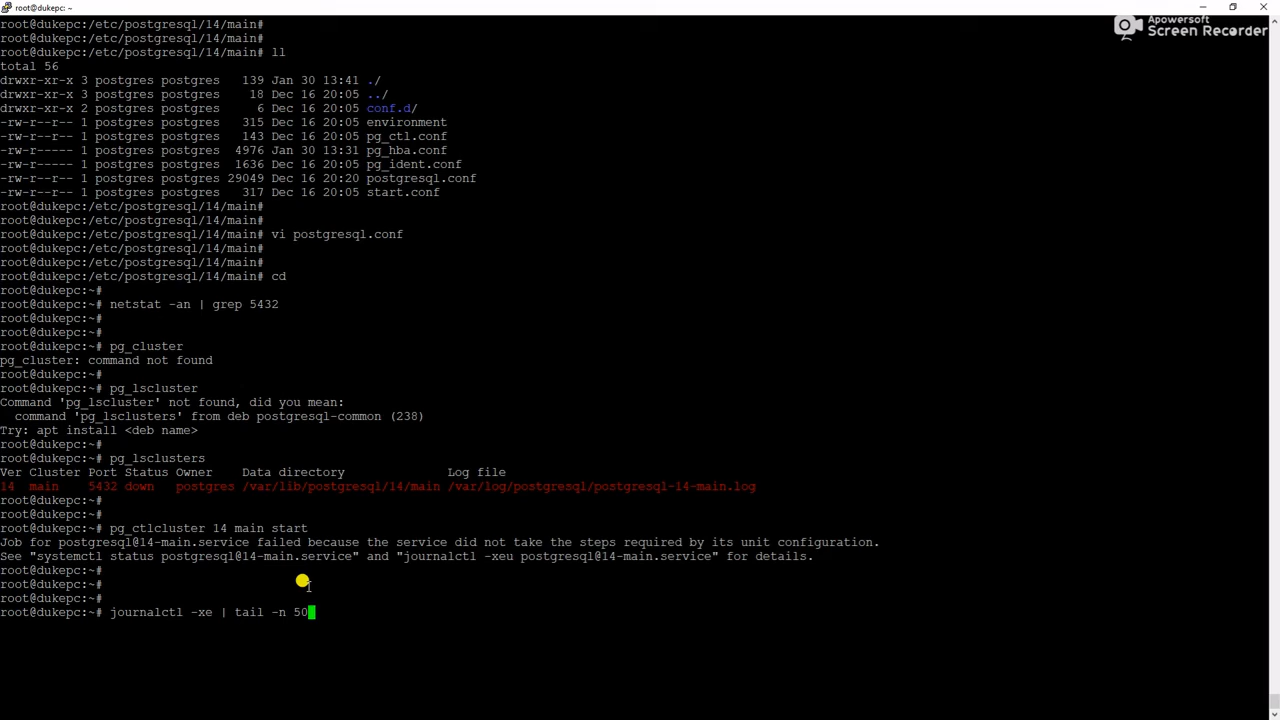 root@dukepc: ~
Apowersoft
Screen Recorder
root@dukepc:/etc/postgresql/14/main#
root@dukepc:/etc/postgresql/14/main#
root@dukepc:/etc/postgresql/14/main# ll
total 56
drwxr-xr-x 3 postgres postgres   139 Jan 30 13:41 ./
drwxr-xr-x 3 postgres postgres    18 Dec 16 20:05 ../
drwxr-xr-x 2 postgres postgres     6 Dec 16 20:05 conf.d/
-rw-r--r-- 1 postgres postgres   315 Dec 16 20:05 environment
-rw-r--r-- 1 postgres postgres   143 Dec 16 20:05 pg_ctl.conf
-rw-r----- 1 postgres postgres  4976 Jan 30 13:31 pg_hba.conf
-rw-r----- 1 postgres postgres  1636 Dec 16 20:05 pg_ident.conf
-rw-r--r-- 1 postgres postgres 29049 Dec 16 20:20 postgresql.conf
-rw-r--r-- 1 postgres postgres   317 Dec 16 20:05 start.conf
root@dukepc:/etc/postgresql/14/main#
root@dukepc:/etc/postgresql/14/main#
root@dukepc:/etc/postgresql/14/main# vi postgresql.conf
root@dukepc:/etc/postgresql/14/main#
root@dukepc:/etc/postgresql/14/main#
root@dukepc:/etc/postgresql/14/main# cd
root@dukepc:~#
root@dukepc:~# netstat -an | grep 5432
root@dukepc:~#
root@dukepc:~#
root@dukepc:~# pg_cluster
pg_cluster: command not found
root@dukepc:~#
root@dukepc:~# pg_lscluster
Command 'pg_lscluster' not found, did you mean:
  command 'pg_lsclusters' from deb postgresql-common (238)
Try: apt install <deb name>
root@dukepc:~#
root@dukepc:~# pg_lsclusters
Ver Cluster Port Status Owner    Data directory              Log file
14  main    5432 down   postgres /var/lib/postgresql/14/main /var/log/postgresql/postgresql-14-main.log
root@dukepc:~#
root@dukepc:~#
root@dukepc:~# pg_ctlcluster 14 main start
Job for postgresql@14-main.service failed because the service did not take the steps required by its unit configuration.
See "systemctl status postgresql@14-main.service" and "journalctl -xeu postgresql@14-main.service" for details.
root@dukepc:~#
root@dukepc:~#
root@dukepc:~#
root@dukepc:~# journalctl -xe | tail -n 50